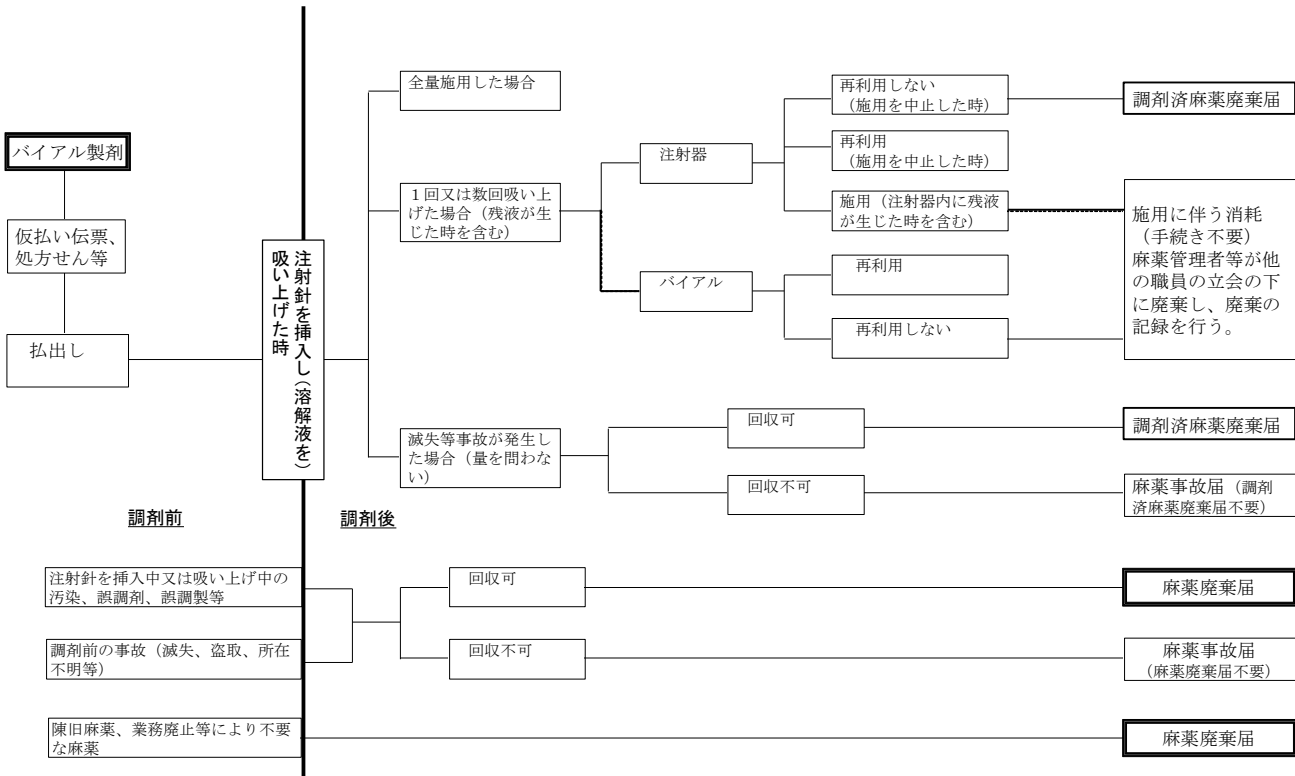 バイアル製剤
仮払い伝票、
処方せん等
払出し
注射針を挿入し(溶解液を)
吸い上げた時
全量施用した場合
1回又は数回吸い上
げた場合(残液が生
じた時を含む)
注射器
バイアル
再利用しない
(施用を中止した時)
再利用
(施用を中止した時)
施用(注射器内に残液
が生じた時を含む)
再利用
再利用しない
調剤済麻薬廃棄届
施用に伴う消耗
(手続き不要)
麻薬管理者等が他
の職員の立会の下
に廃棄し、廃棄の
記録を行う。
滅失等事故が発生し
た場合(量を問わな
い)
回収可
調剤済麻薬廃棄届
回収不可
麻薬事故届(調剤
済麻薬廃棄届不要)
調剤前
調剤後
注射針を挿入中又は吸い上げ中の
汚染、誤調剤、誤調製等
調剤前の事故(滅失、盗取、所在
不明等)
回収可
麻薬廃棄届
回収不可
麻薬事故届
(麻薬廃棄届不要)
陳旧麻薬、業務廃止等により不要
な麻薬
麻薬廃棄届